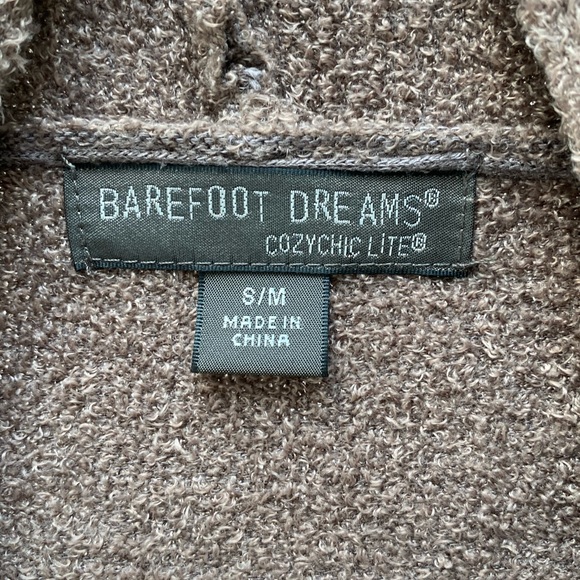 BAREFOOT DREAMS®
COZYCHIC LiTE®
S/M
MADE IN
CHINA